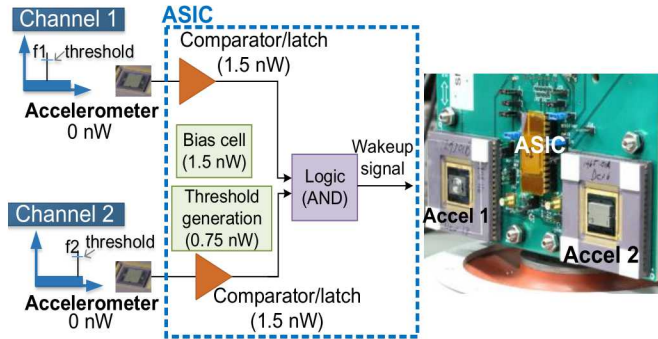 Channel 1
f1
threshold
Accelerometer
0 nW
ASIC
Comparator/latch
(1.5 nW)
Bias cell
(1.5 nW)
Threshold
generation
(0.75 nW)
Logic
(AND)
Wakeup
signal
Channel 2
f2
threshold
Accelerometer
0 nW
Comparator/latch
(1.5 nW)
ASIC
Accel 1
Accel 2